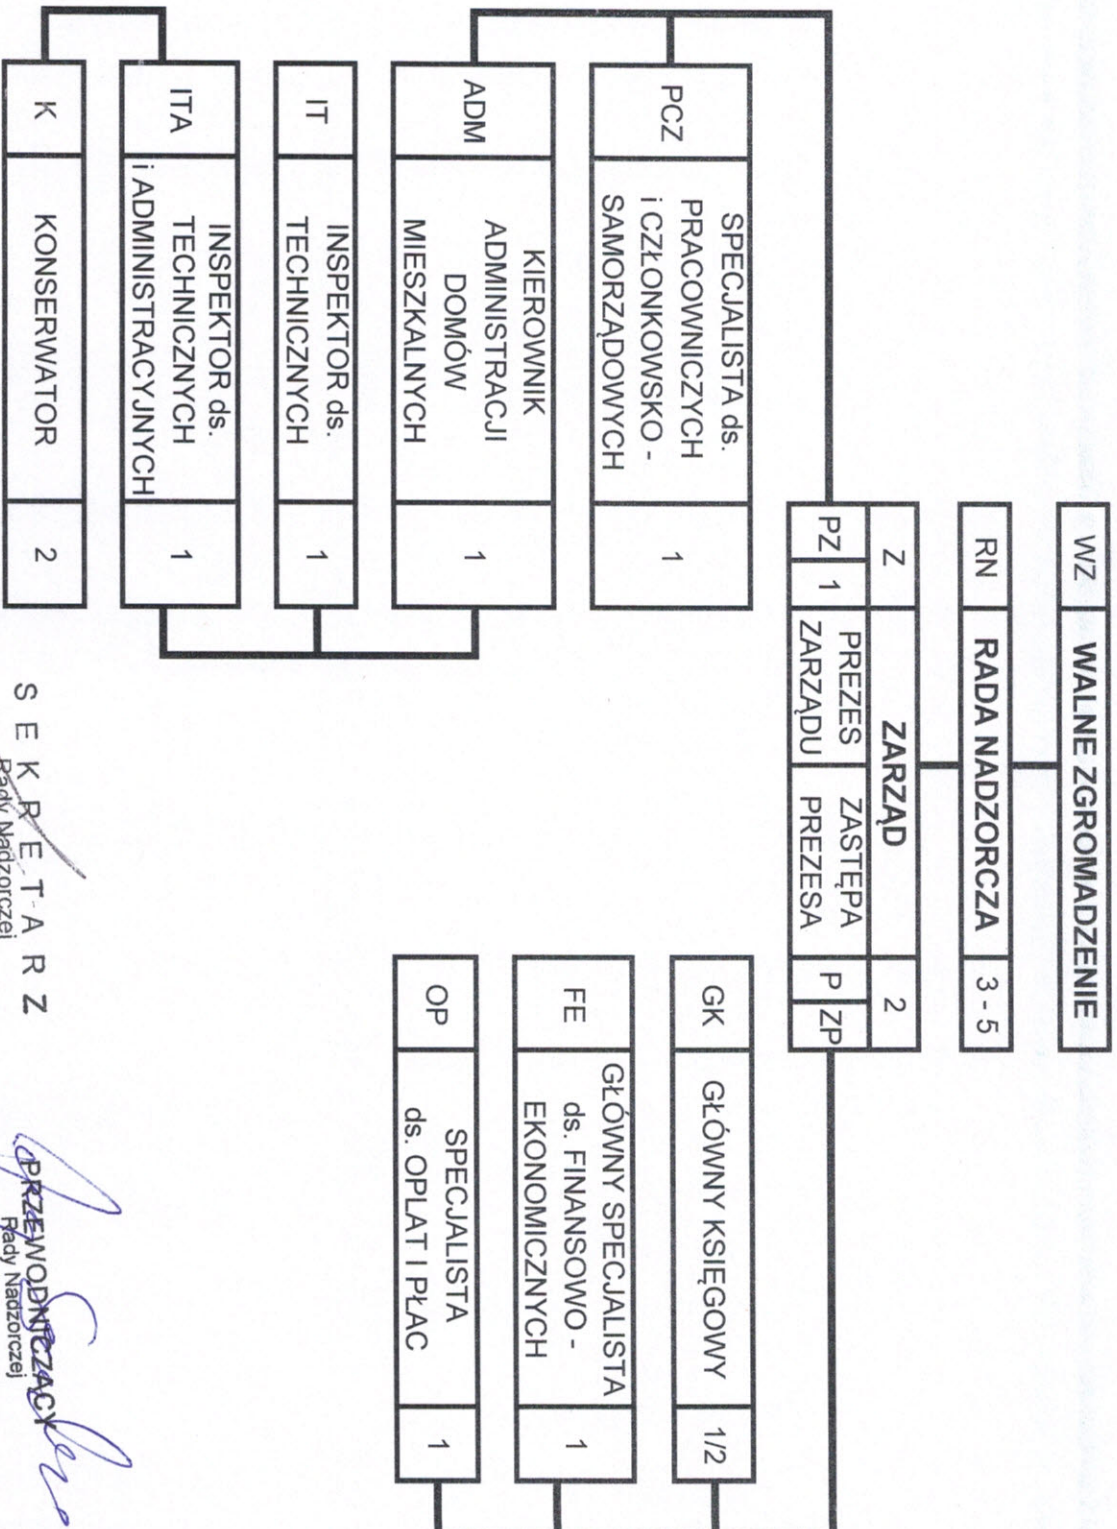 WZ
WALNE ZGROMADZENIE
RN
RADA NADZORCZA
3 - 5
Z
ZARZĄD
2
PZ
1
PREZES
ZARZĄDU
ZASTĘPA
PREZESA
P
ZP
PCZ
SPECJALISTA ds.
PRACOWNICZYCH
i CZŁONKOWSKO -
SAMORZĄDOWYCH
1
ADM
KIEROWNIK
ADMINISTRACJI
DOMÓW
MIESZKALNYCH
1
IT
INSPEKTOR ds.
TECHNICZNYCH
1
ITA
INSPEKTOR ds.
TECHNICZNYCH
i ADMINISTRACYJNYCH
1
K
KONSERWATOR
2
GK
GŁÓWNY KSIĘGOWY
1/2
FE
GŁÓWNY SPECJALISTA
ds. FINANSOWO -
EKONOMICZNYCH
1
OP
SPECJALISTA
ds. OPLAT I PŁAC
1
SEKRETARZ
Rady Nadzorczej
PRZEWODNICZĄCY
Rady Nadzorczej